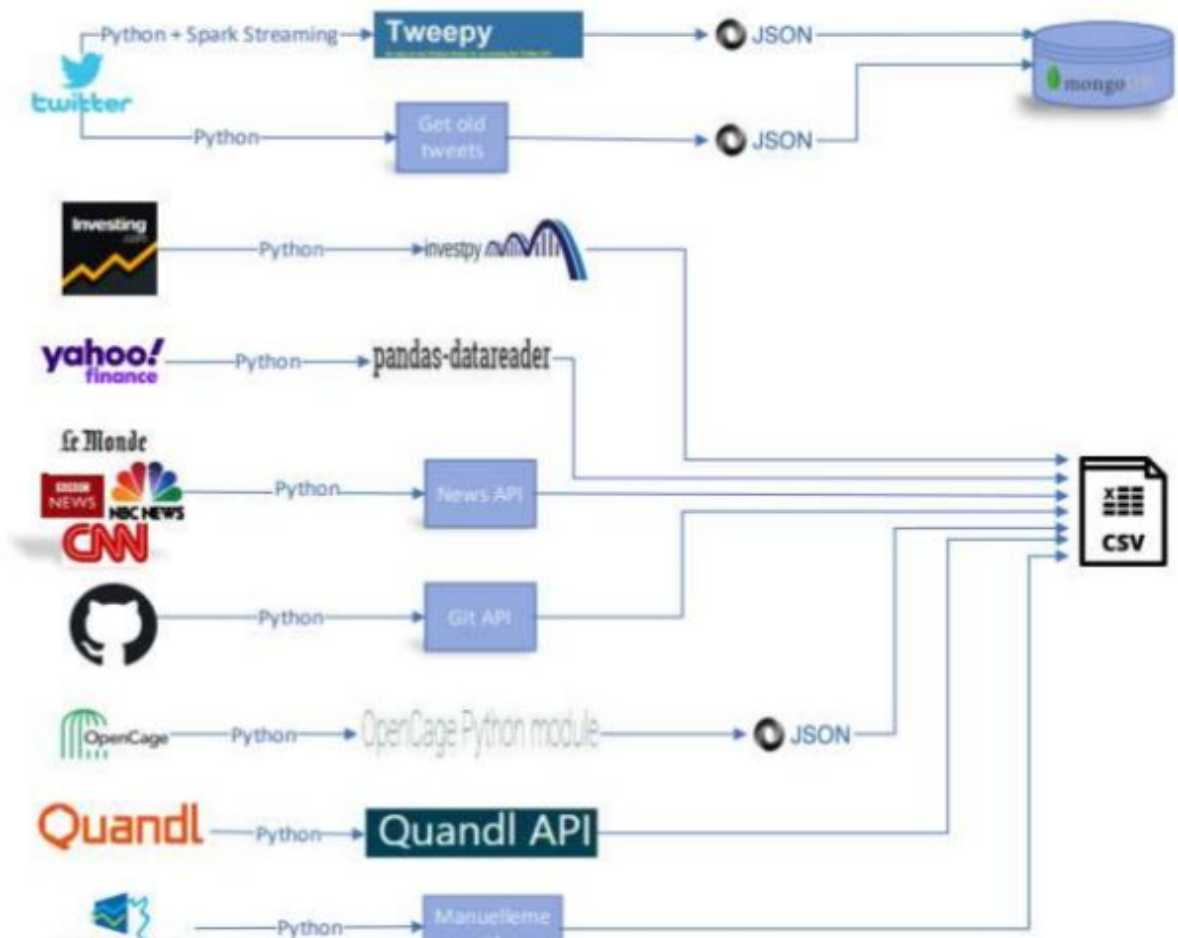 Python + Spark Streaming
Tweepy
JSON
mongo
twitter
Python
Get old
tweets
JSON
Investing
.com
Python
investpy
yahoo!
finance
Python
pandas-datareader
Le Monde
BBC
NEWS
NBC NEWS
CNN
Python
News API
X
CSV
Python
Git API
OpenCage
Python
OpenCage Python module
JSON
Quandl
Python
Quandl API
Python
Manuelleme